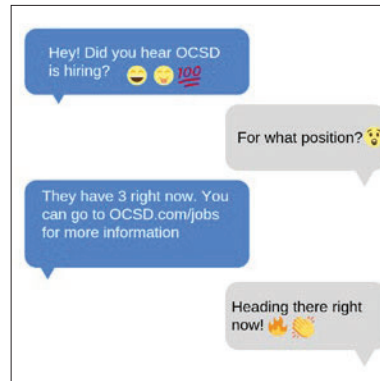 Hey! Did you hear OCSD
is hiring? 😄 😋 💯
For what position? 😲
They have 3 right now. You
can go to OCSD.com/jobs
for more information
Heading there right
now! 🔥 👏